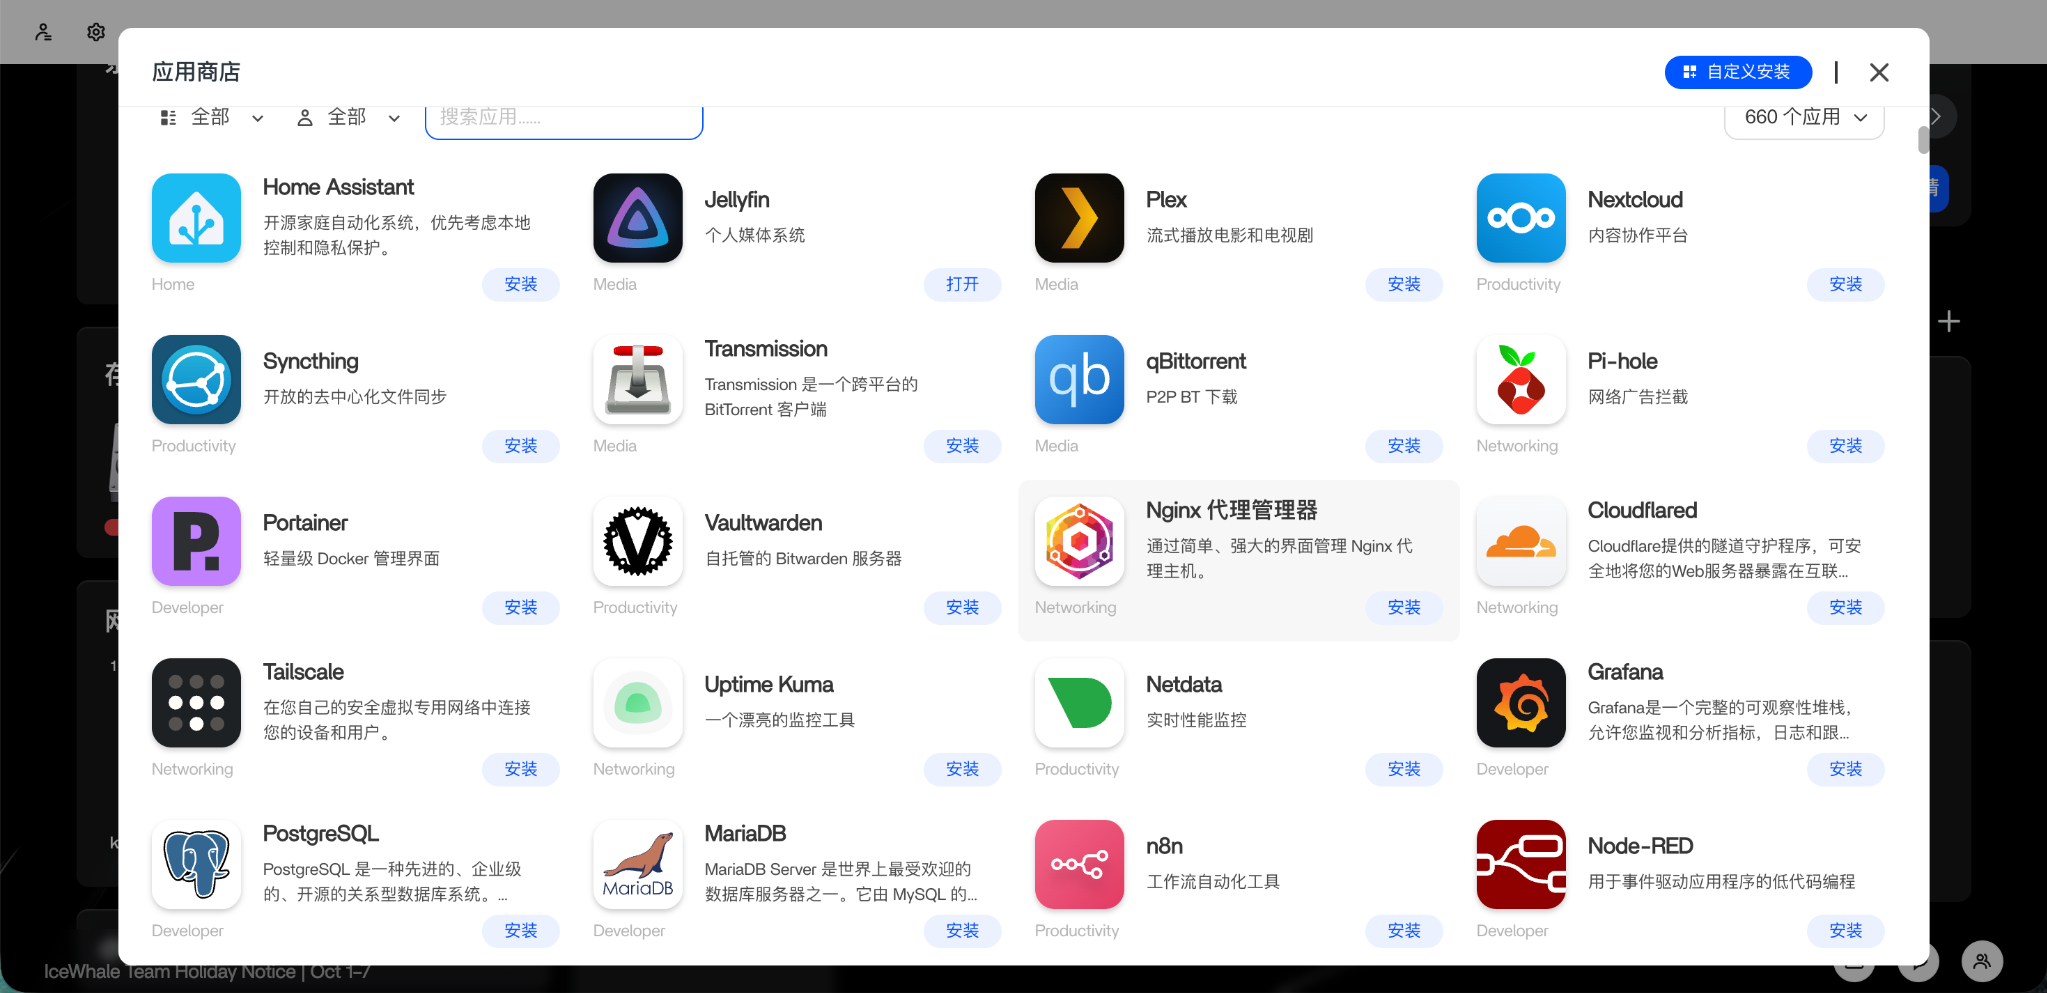 应用商店
自定义安装
全部
全部
搜索应用......
660 个应用
Home Assistant
开源家庭自动化系统，优先考虑本地
控制和隐私保护。
Home
安装
Jellyfin
个人媒体系统
Media
打开
Plex
流式播放电影和电视剧
Media
安装
Nextcloud
内容协作平台
Productivity
安装
Syncthing
开放的去中心化文件同步
Productivity
安装
Transmission
Transmission 是一个跨平台的
BitTorrent 客户端
Media
安装
qb
qBittorrent
P2P BT 下载
Media
安装
Pi-hole
网络广告拦截
Networking
安装
P.
Portainer
轻量级 Docker 管理界面
Developer
安装
V
Vaultwarden
自托管的 Bitwarden 服务器
Productivity
安装
Nginx 代理管理器
通过简单、强大的界面管理 Nginx 代
理主机。
Networking
安装
Cloudflared
Cloudflare提供的隧道守护程序，可安
全地将您的Web服务器暴露在互联...
Networking
安装
Tailscale
在您自己的安全虚拟专用网络中连接
您的设备和用户。
Networking
安装
Uptime Kuma
一个漂亮的监控工具
Networking
安装
Netdata
实时性能监控
Productivity
安装
Grafana
Grafana是一个完整的可观察性堆栈，
允许您监视和分析指标，日志和跟...
Developer
安装
PostgreSQL
PostgreSQL 是一种先进的、企业级
的、开源的关系型数据库系统。...
Developer
安装
MariaDB
MariaDB
MariaDB Server 是世界上最受欢迎的
数据库服务器之一。它由 MySQL 的...
Developer
安装
n8n
工作流自动化工具
Productivity
安装
Node-RED
用于事件驱动应用程序的低代码编程
Developer
安装
IceWhale Team Holiday Notice | Oct 1-7